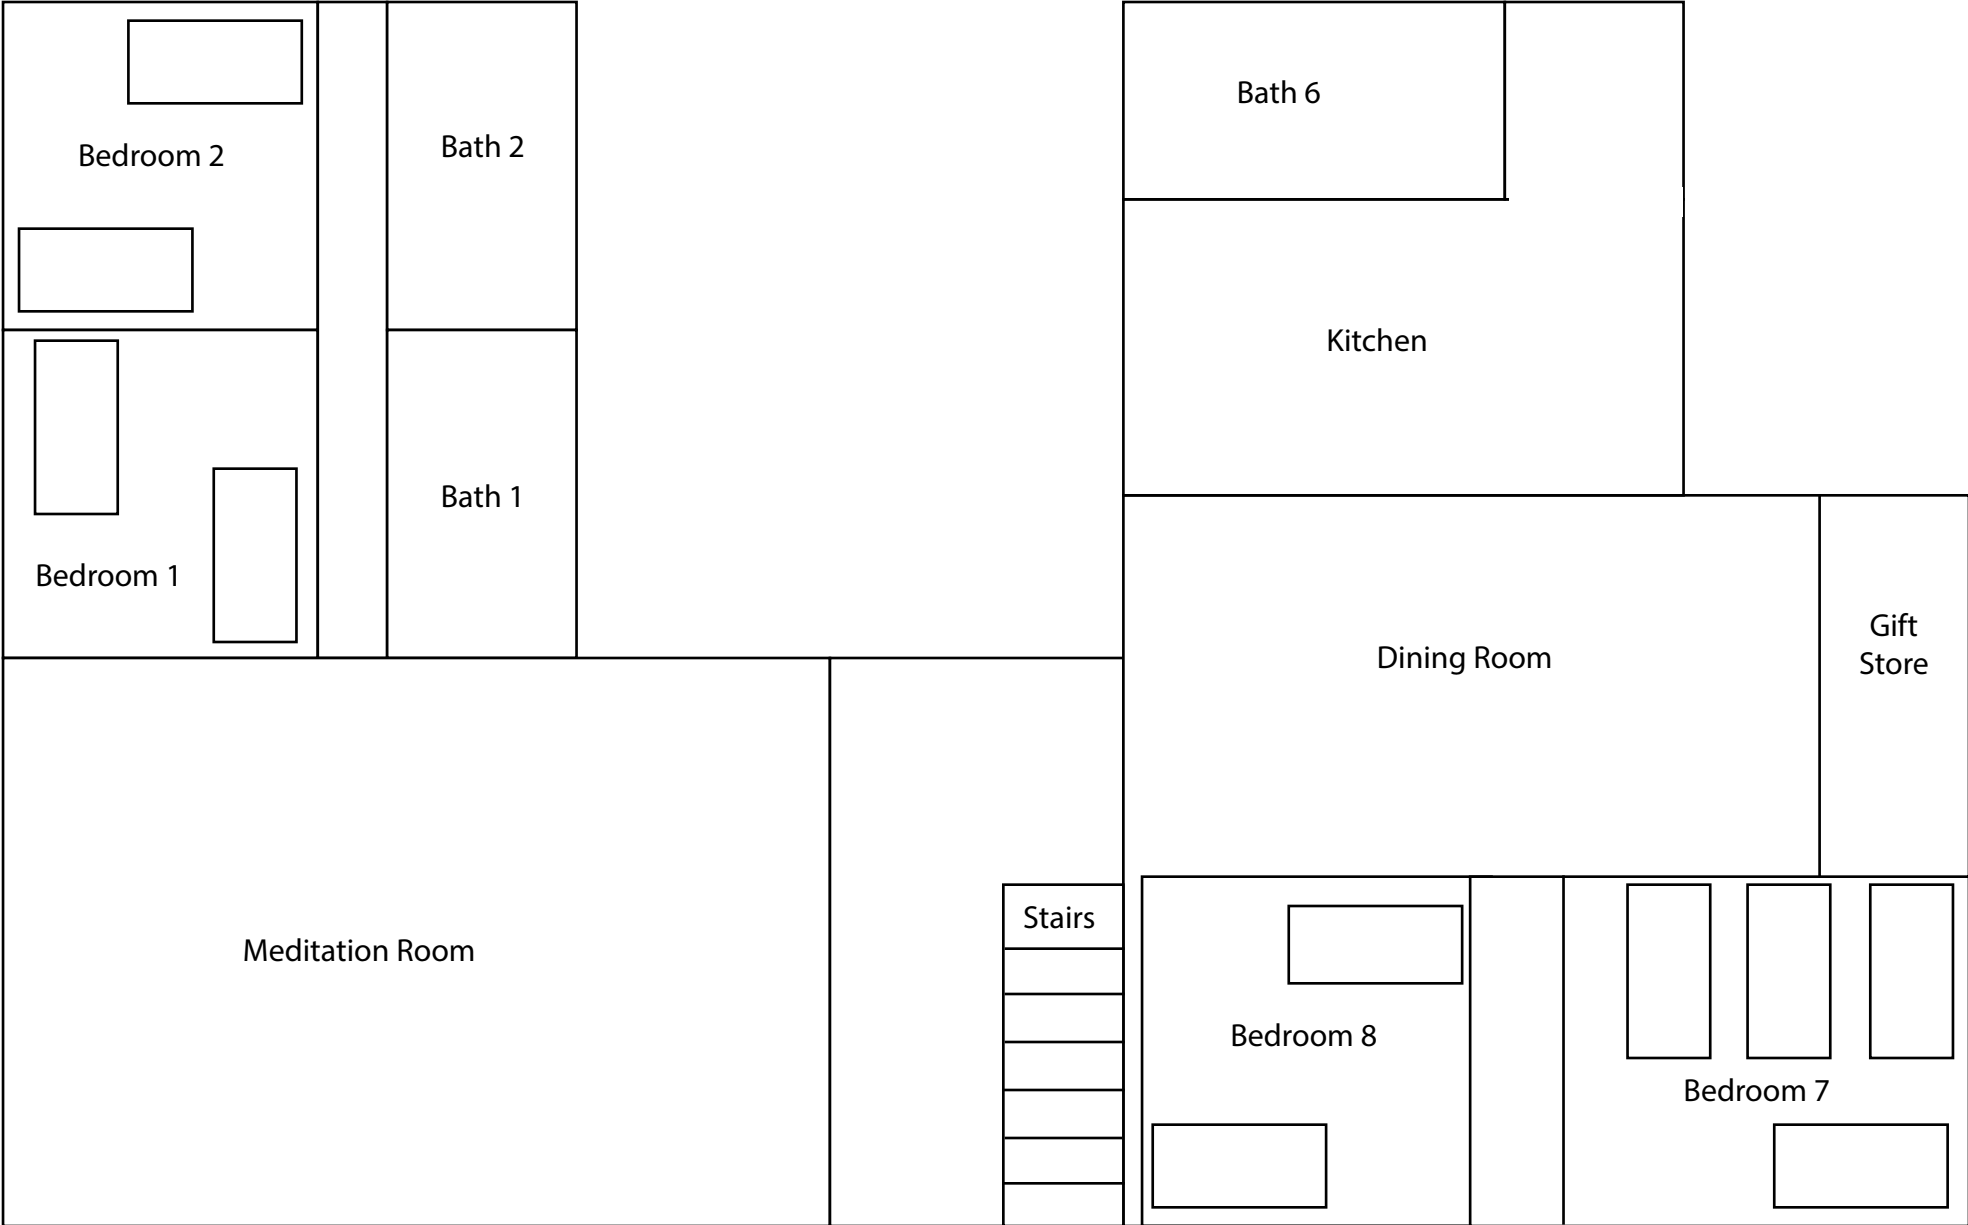 Bedroom 2
Bath 2
Bath 6
Kitchen
Bedroom 1
Bath 1
Dining Room
Gift
Store
Meditation Room
Stairs
Bedroom 8
Bedroom 7